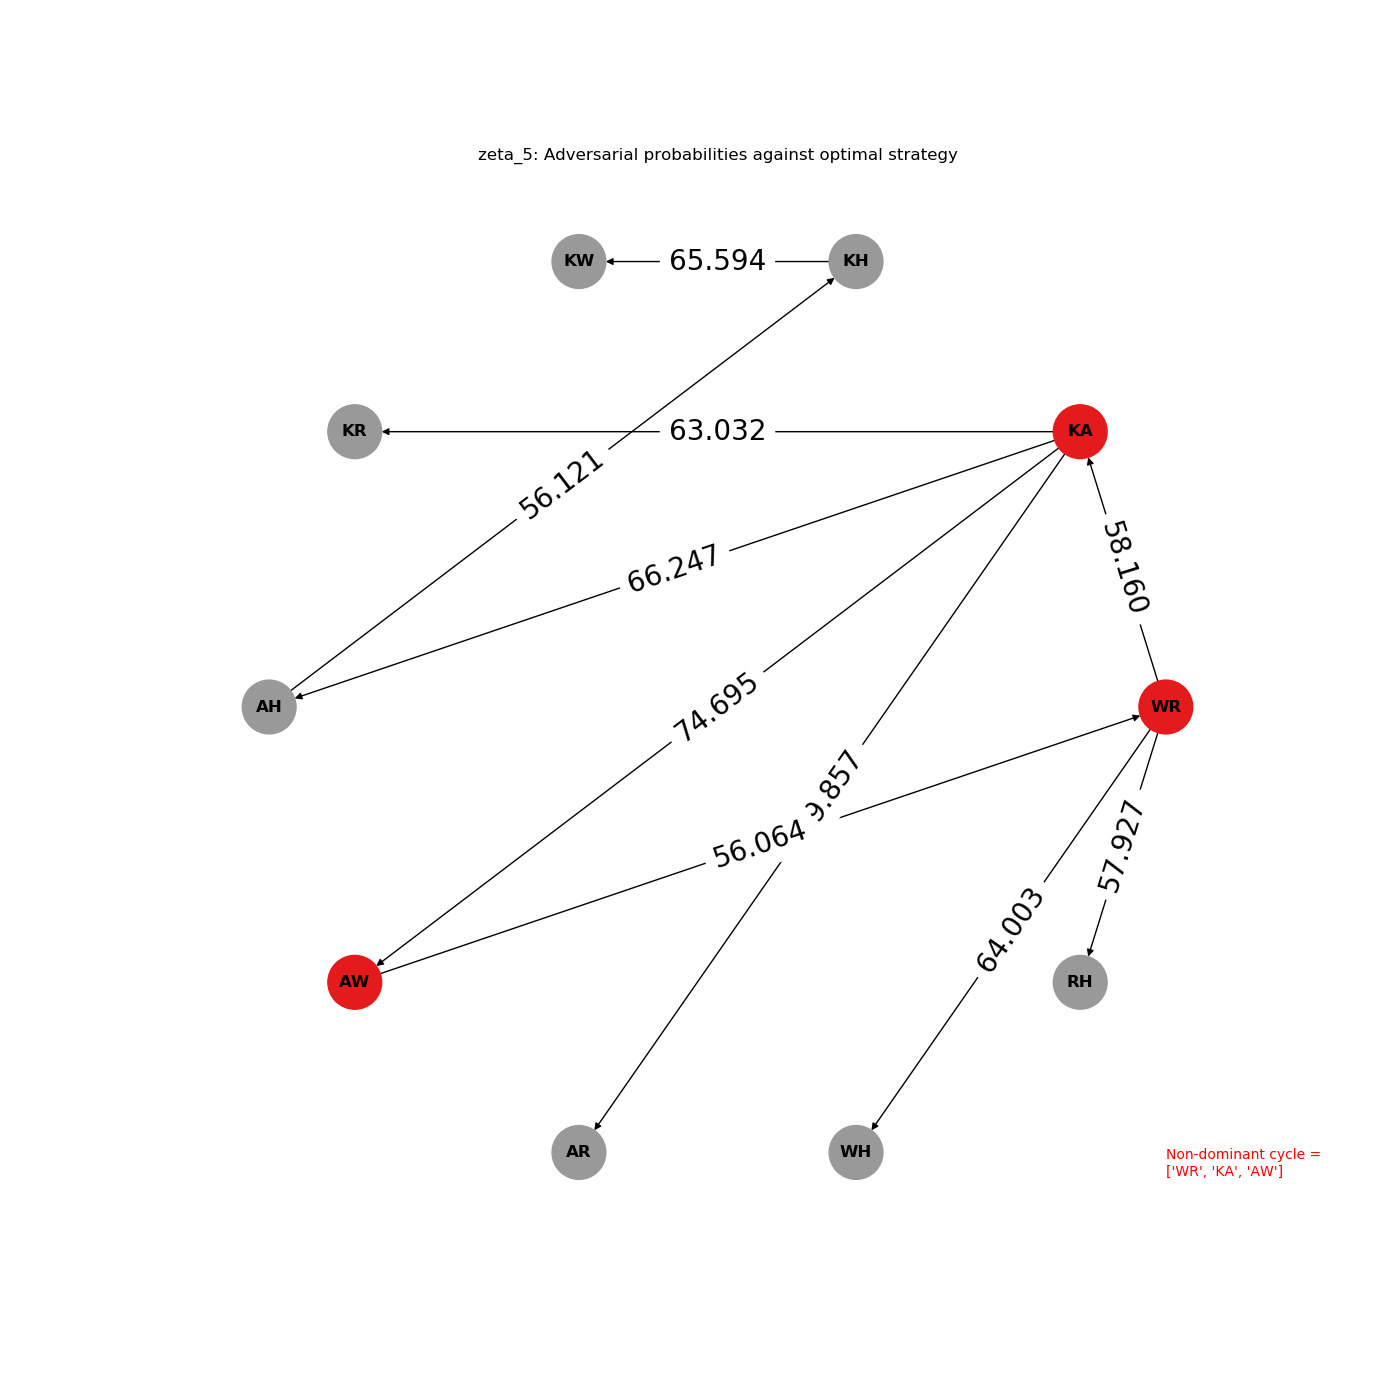 zeta_5: Adversarial probabilities against optimal strategy
KW
65.594
KH
KR
63.032
KA
56.121
66.247
58.160
AH
74.695
WR
9.857
56.064
57.927
64.003
AW
RH
AR
WH
Non-dominant cycle =
['WR', 'KA', 'AW']